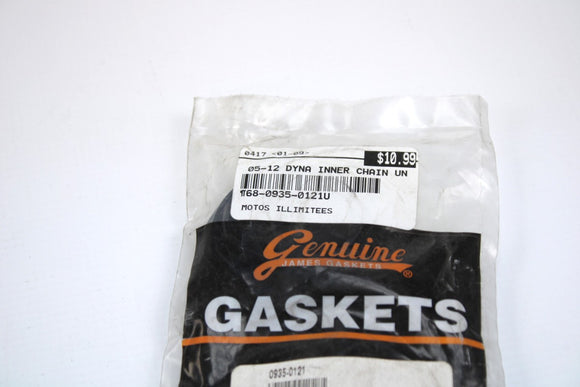 0417 -01-09-
$10.99
05-12 DYNA INNER CHAIN UN
168-0935-0121U
MOTOS ILLIMITEES
Genuine
JAMES GASKETS
®
GASKETS
0935-0121